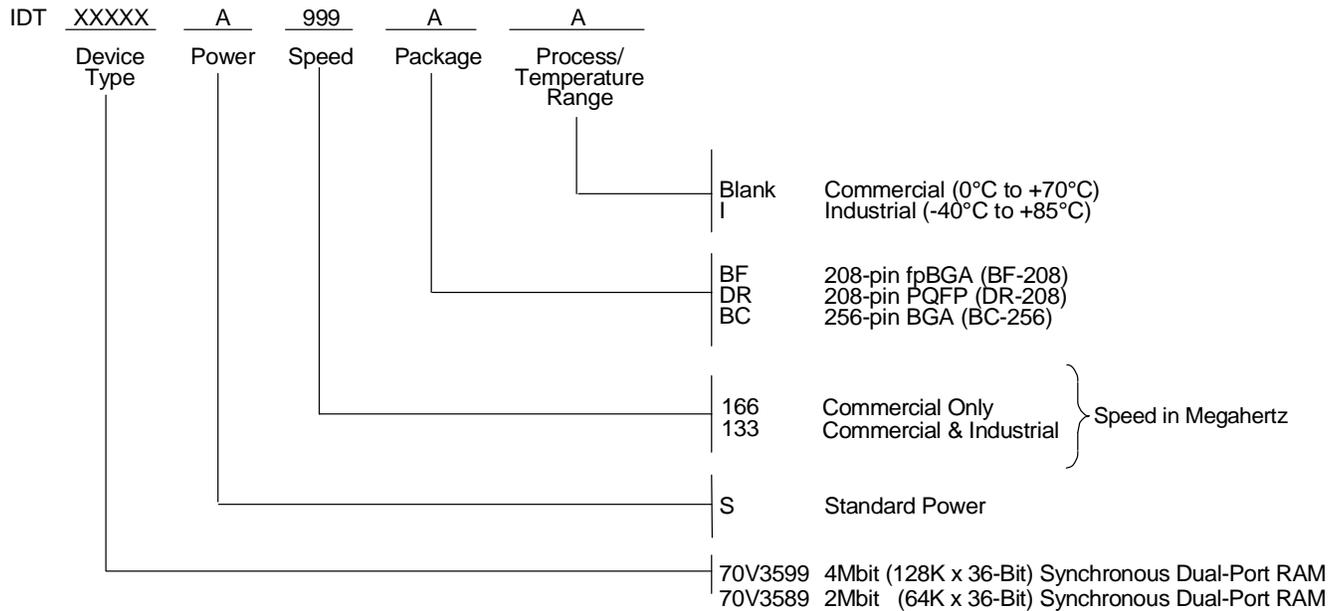 IDT XXXXX A 999 A A
Device Type
Power
Speed
Package
Process/
Temperature
Range
Blank Commercial (0°C to +70°C)
I Industrial (-40°C to +85°C)
BF 208-pin fpBGA (BF-208)
DR 208-pin PQFP (DR-208)
BC 256-pin BGA (BC-256)
166 Commercial Only
133 Commercial & Industrial
Speed in Megahertz
S Standard Power
70V3599 4Mbit (128K x 36-Bit) Synchronous Dual-Port RAM
70V3589 2Mbit (64K x 36-Bit) Synchronous Dual-Port RAM